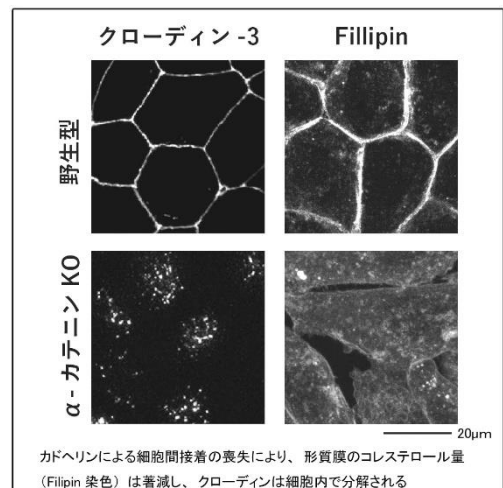 クローディン -3
Fillipin
野生型
α - カテニン KO
20μm
カドヘリンによる細胞間接着の喪失により、形質膜のコレステロール量
(Filipin 染色) は著減し、クローディンは細胞内で分解される